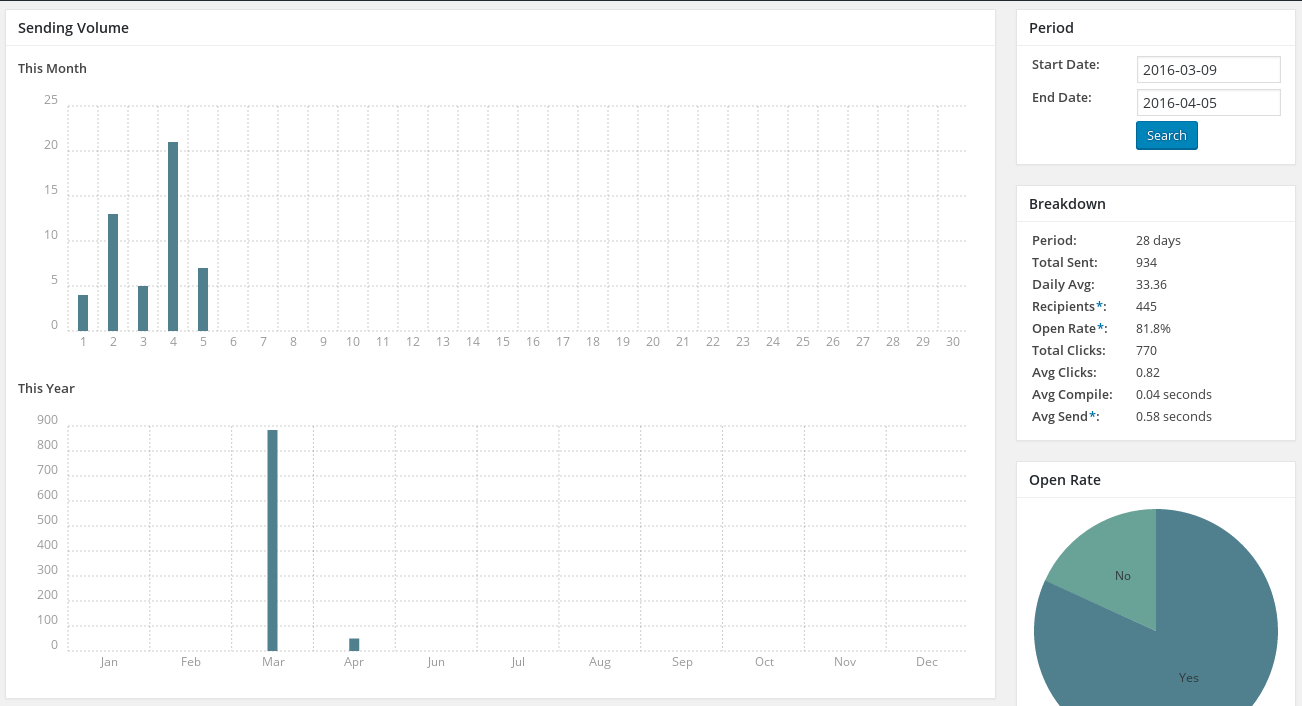 Sending Volume
This Month
25
20
15
10
5
0
1 2 3 4 5 6 7 8 9 10 11 12 13 14 15 16 17 18 19 20 21 22 23 24 25 26 27 28 29 30
This Year
900
800
700
600
500
400
300
200
100
0
Jan Feb Mar Apr Jun Jul Aug Sep Oct Nov Dec
Period
Start Date: 2016-03-09
End Date: 2016-04-05
Search
Breakdown
Period: 28 days
Total Sent: 934
Daily Avg: 33.36
Recipients*: 445
Open Rate*: 81.8%
Total Clicks: 770
Avg Clicks: 0.82
Avg Compile: 0.04 seconds
Avg Send*: 0.58 seconds
Open Rate
No
Yes